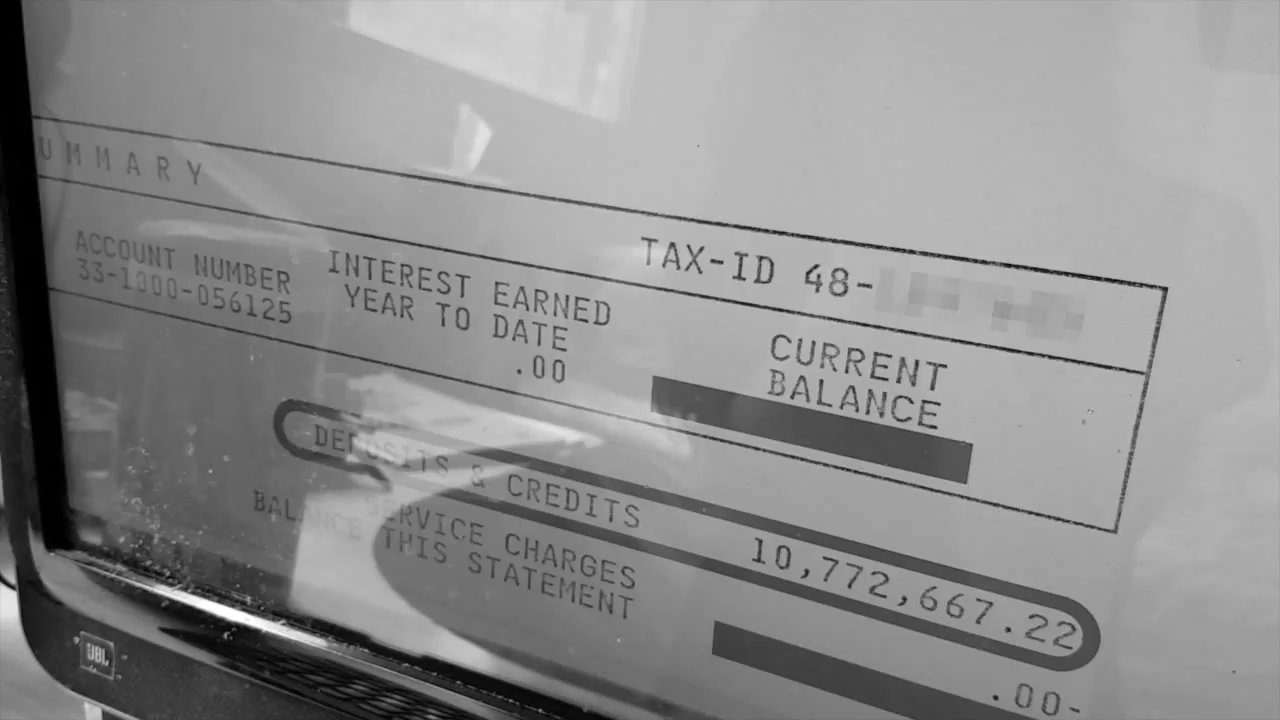 UMMARY
TAX-ID 48-
ACCOUNT NUMBER
33-1000-056125
INTEREST EARNED
YEAR TO DATE
.00
CURRENT
BALANCE
DEPOSITS & CREDITS 10,772,667.22
SERVICE CHARGES .00-
BALANCE THIS STATEMENT
JBL